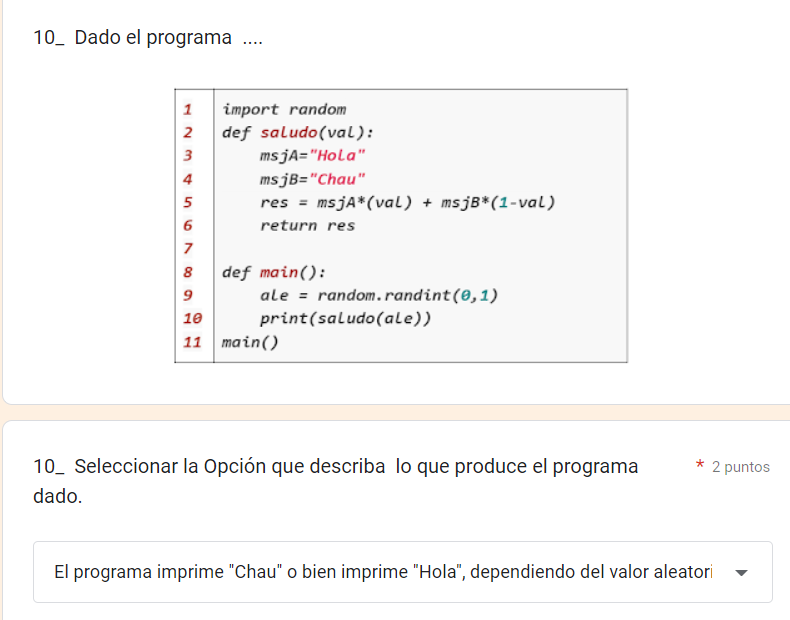 10_ Dado el programa ....
1 import random
2 def saludo(val):
3 msjA="Hola"
4 msjB="Chau"
5 res = msjA*(val) + msjB*(1-val)
6 return res
7
8 def main():
9 ale = random.randint(0,1)
10 print(saludo(ale))
11 main()
10_ Seleccionar la Opción que describa lo que produce el programa
dado.
* 2 puntos
El programa imprime "Chau" o bien imprime "Hola", dependiendo del valor aleatori